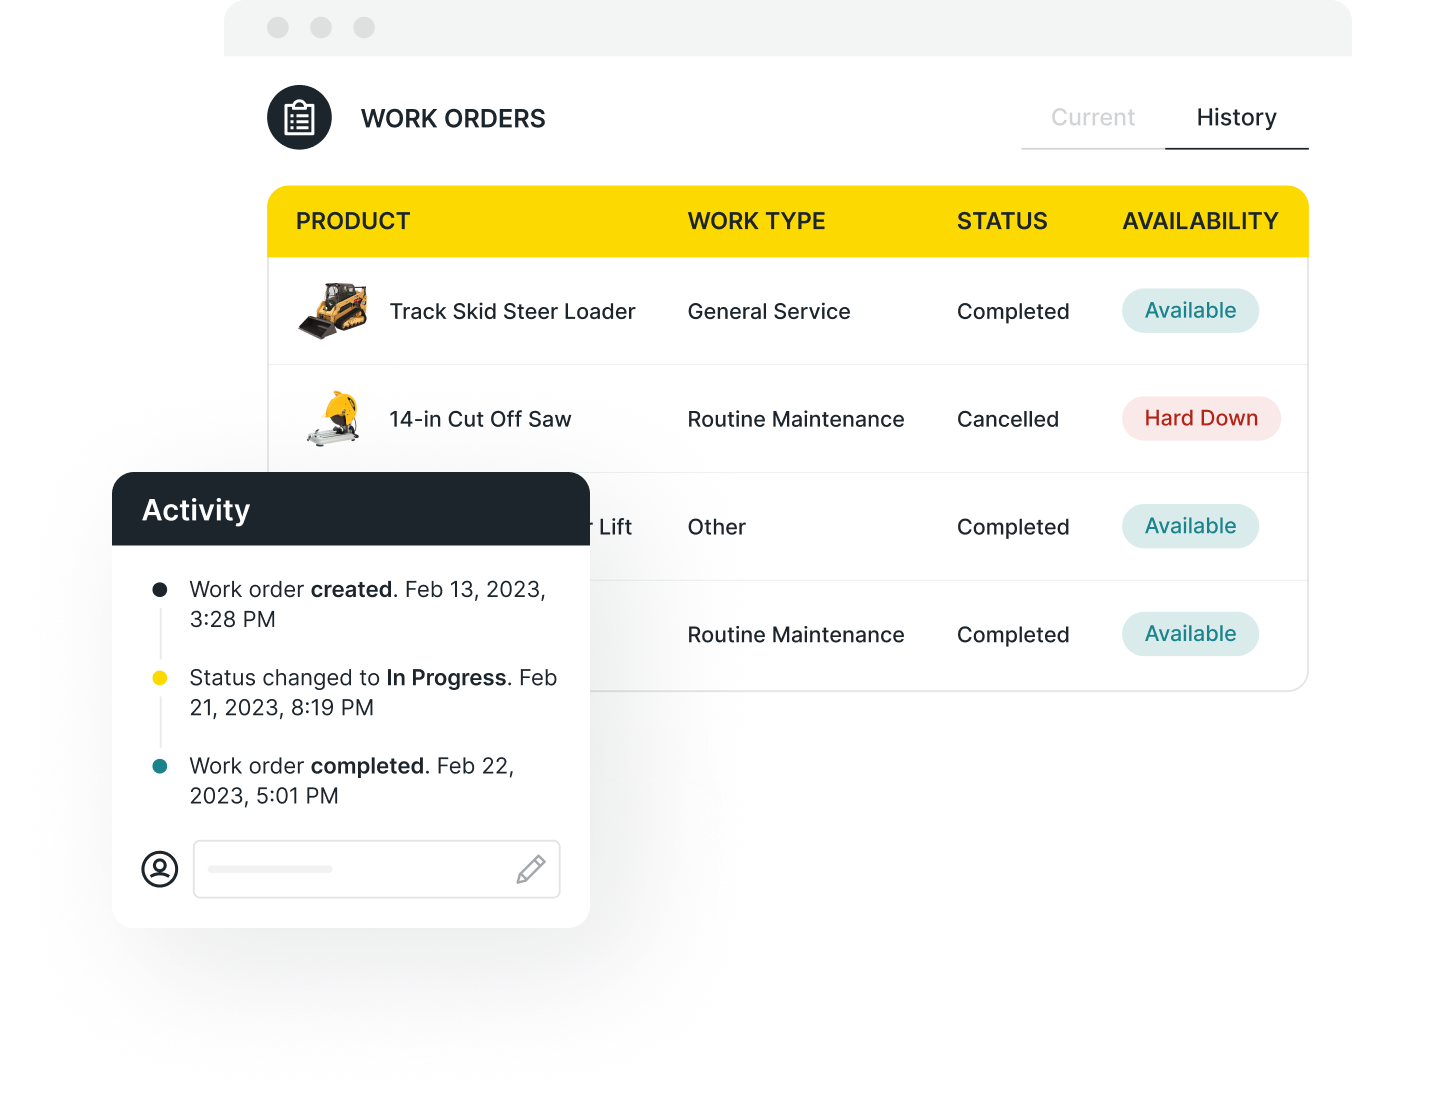 WORK ORDERS
Current History
PRODUCT WORK TYPE STATUS AVAILABILITY
Track Skid Steer Loader General Service Completed Available
14-in Cut Off Saw Routine Maintenance Cancelled Hard Down
Lift Other Completed Available
Routine Maintenance Completed Available
Activity
Work order created. Feb 13, 2023,
3:28 PM
Status changed to In Progress. Feb
21, 2023, 8:19 PM
Work order completed. Feb 22,
2023, 5:01 PM